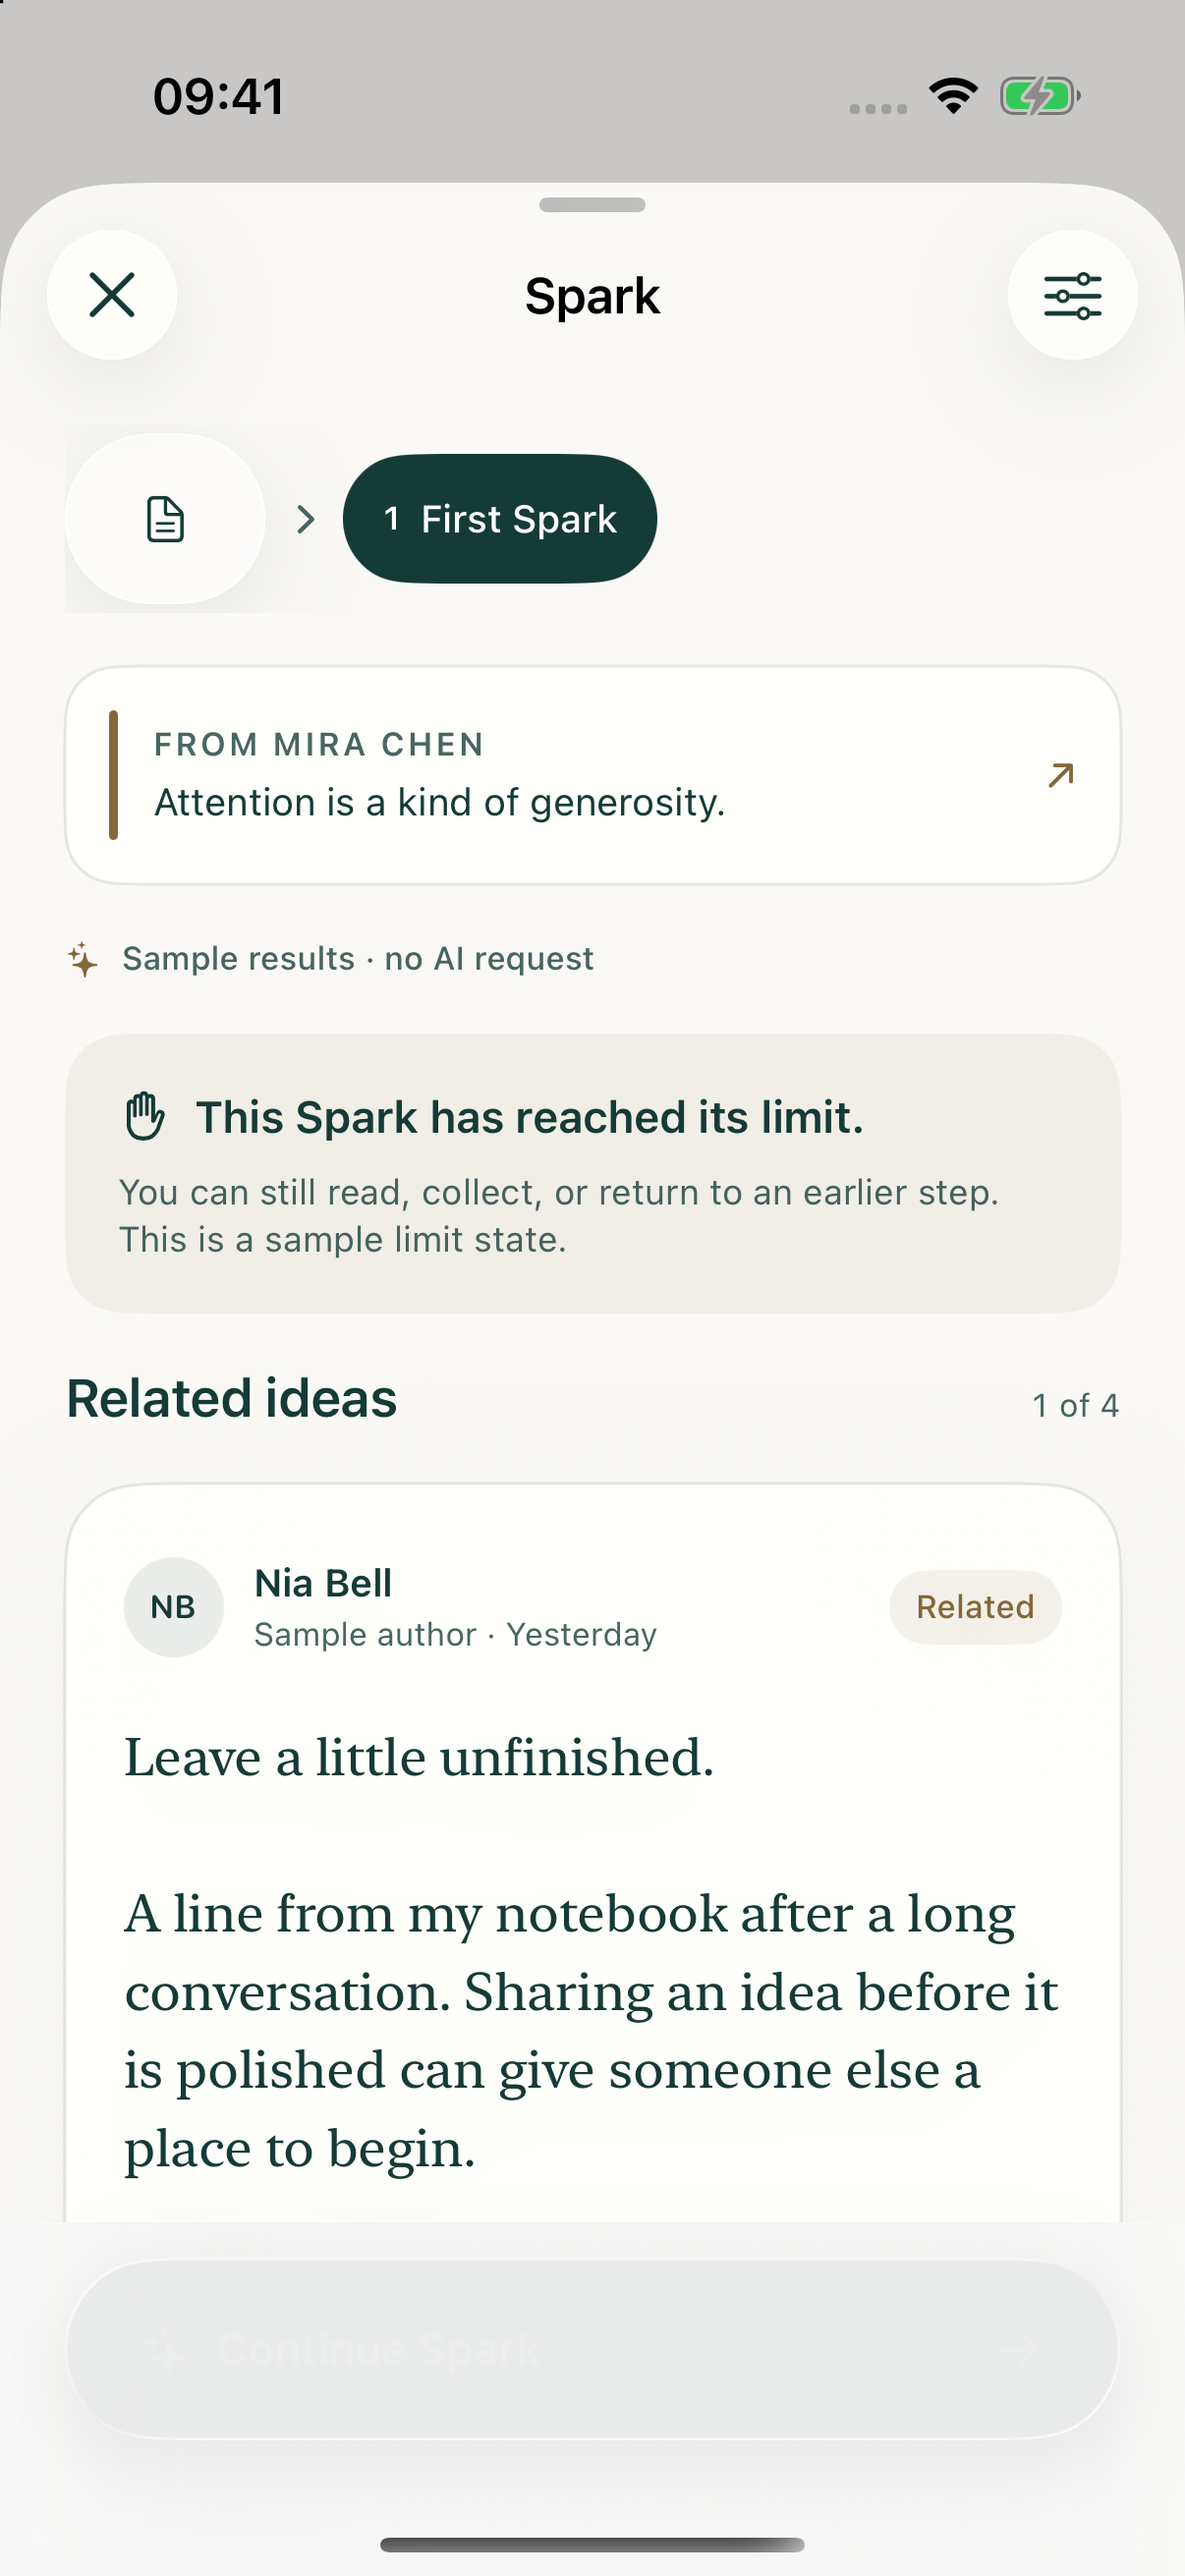 09:41
Spark
1 First Spark
FROM MIRA CHEN
Attention is a kind of generosity.
Sample results · no AI request
This Spark has reached its limit.
You can still read, collect, or return to an earlier step.
This is a sample limit state.
Related ideas
1 of 4
NB
Nia Bell
Sample author · Yesterday
Related
Leave a little unfinished.
A line from my notebook after a long
conversation. Sharing an idea before it
is polished can give someone else a
place to begin.
Continue Spark